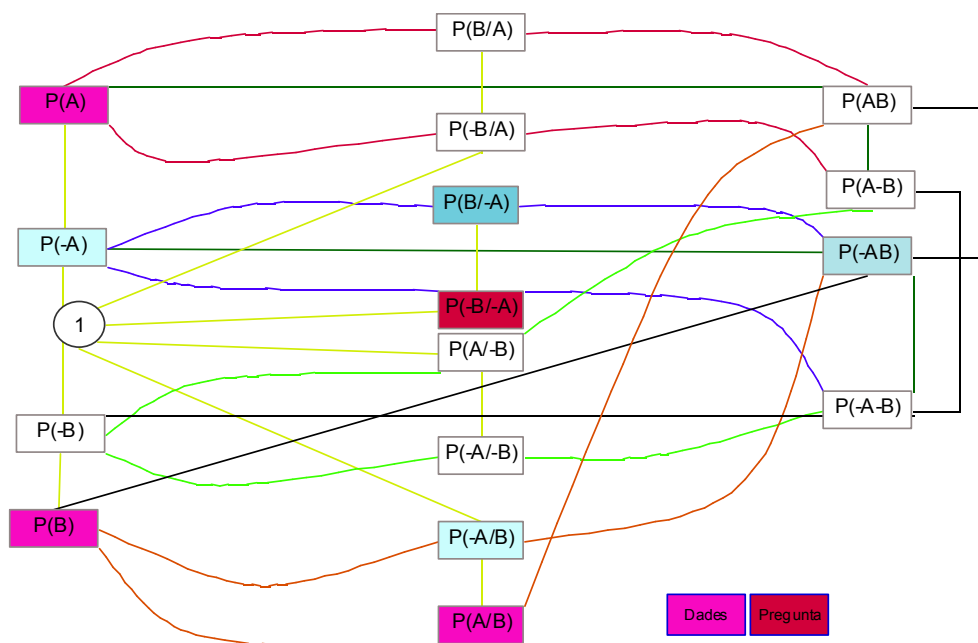 P(B/A)
P(A)
P(AB)
P(-B/A)
P(A-B)
P(B/-A)
P(-A)
P(-AB)
P(-B/-A)
1
P(A/-B)
P(-A-B)
P(-B)
P(-A/-B)
P(B)
P(-A/B)
P(A/B)
Dades
Pregunta